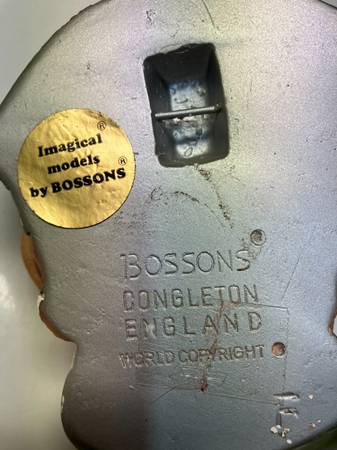 Imagical ®
models
by BOSSONS ®
BOSSONS ®
CONGLETON
ENGLAND
WORLD COPYRIGHT